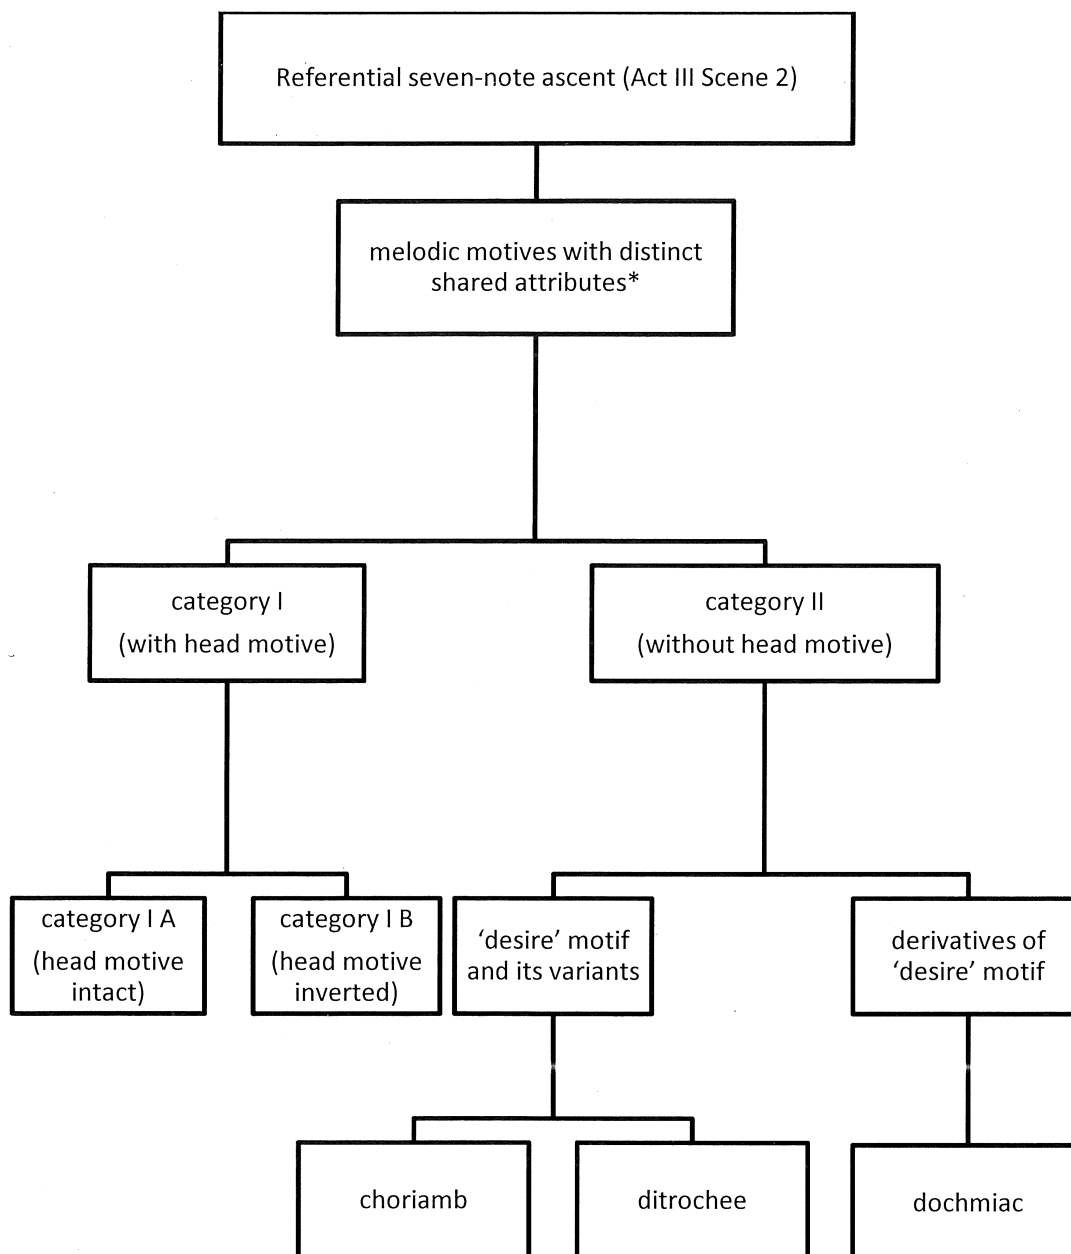 Referential seven-note ascent (Act III Scene 2)
melodic motives with distinct
shared attributes*
category I
(with head motive)
category II
(without head motive)
category I A
(head motive
intact)
category I B
(head motive
inverted)
‘desire’ motif
and its variants
derivatives of
‘desire’ motif
choriamb
ditrochee
dochmiac